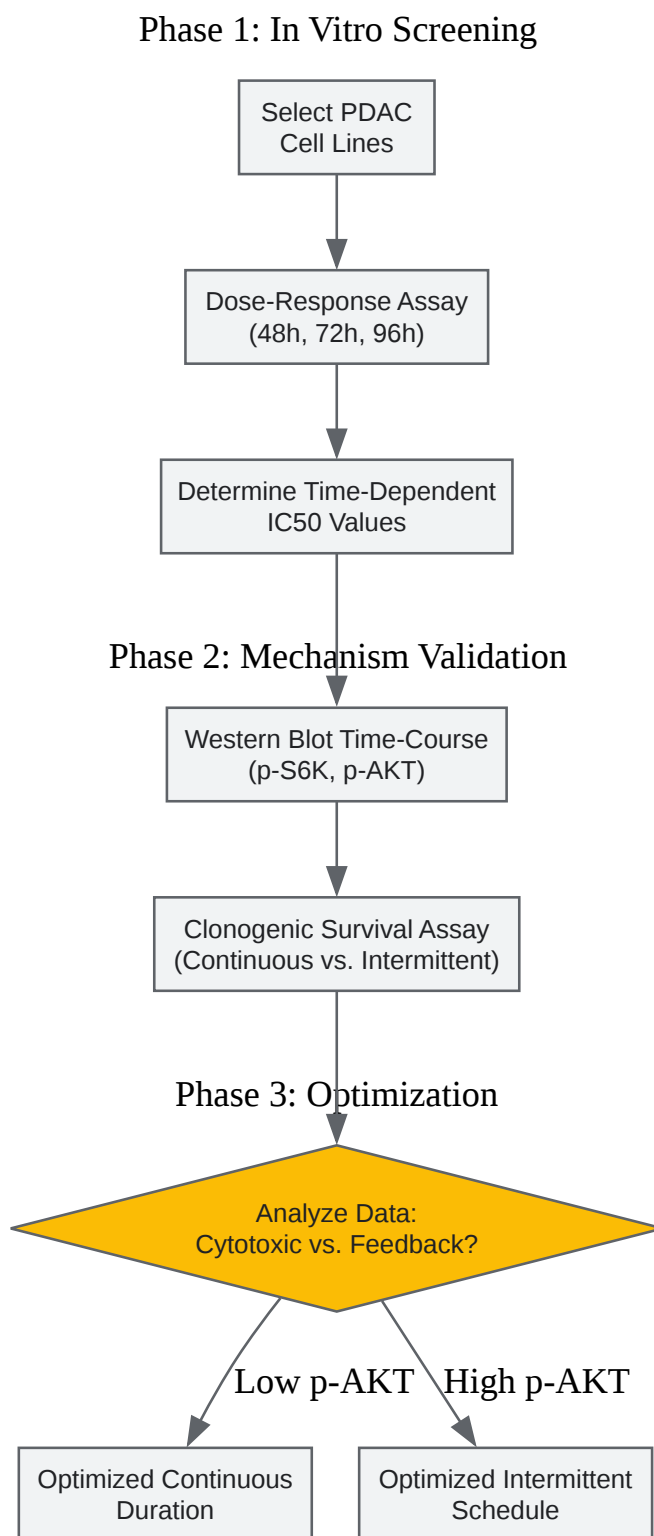 Phase 1: In Vitro Screening
Select PDAC
Cell Lines
Dose-Response Assay
(48h, 72h, 96h)
Determine Time-Dependent
IC50 Values
Phase 2: Mechanism Validation
Western Blot Time-Course
(p-S6K, p-AKT)
Clonogenic Survival Assay
(Continuous vs. Intermittent)
Phase 3: Optimization
Analyze Data:
Cytotoxic vs. Feedback?
Low p-AKT
High p-AKT
Optimized Continuous
Duration
Optimized Intermittent
Schedule